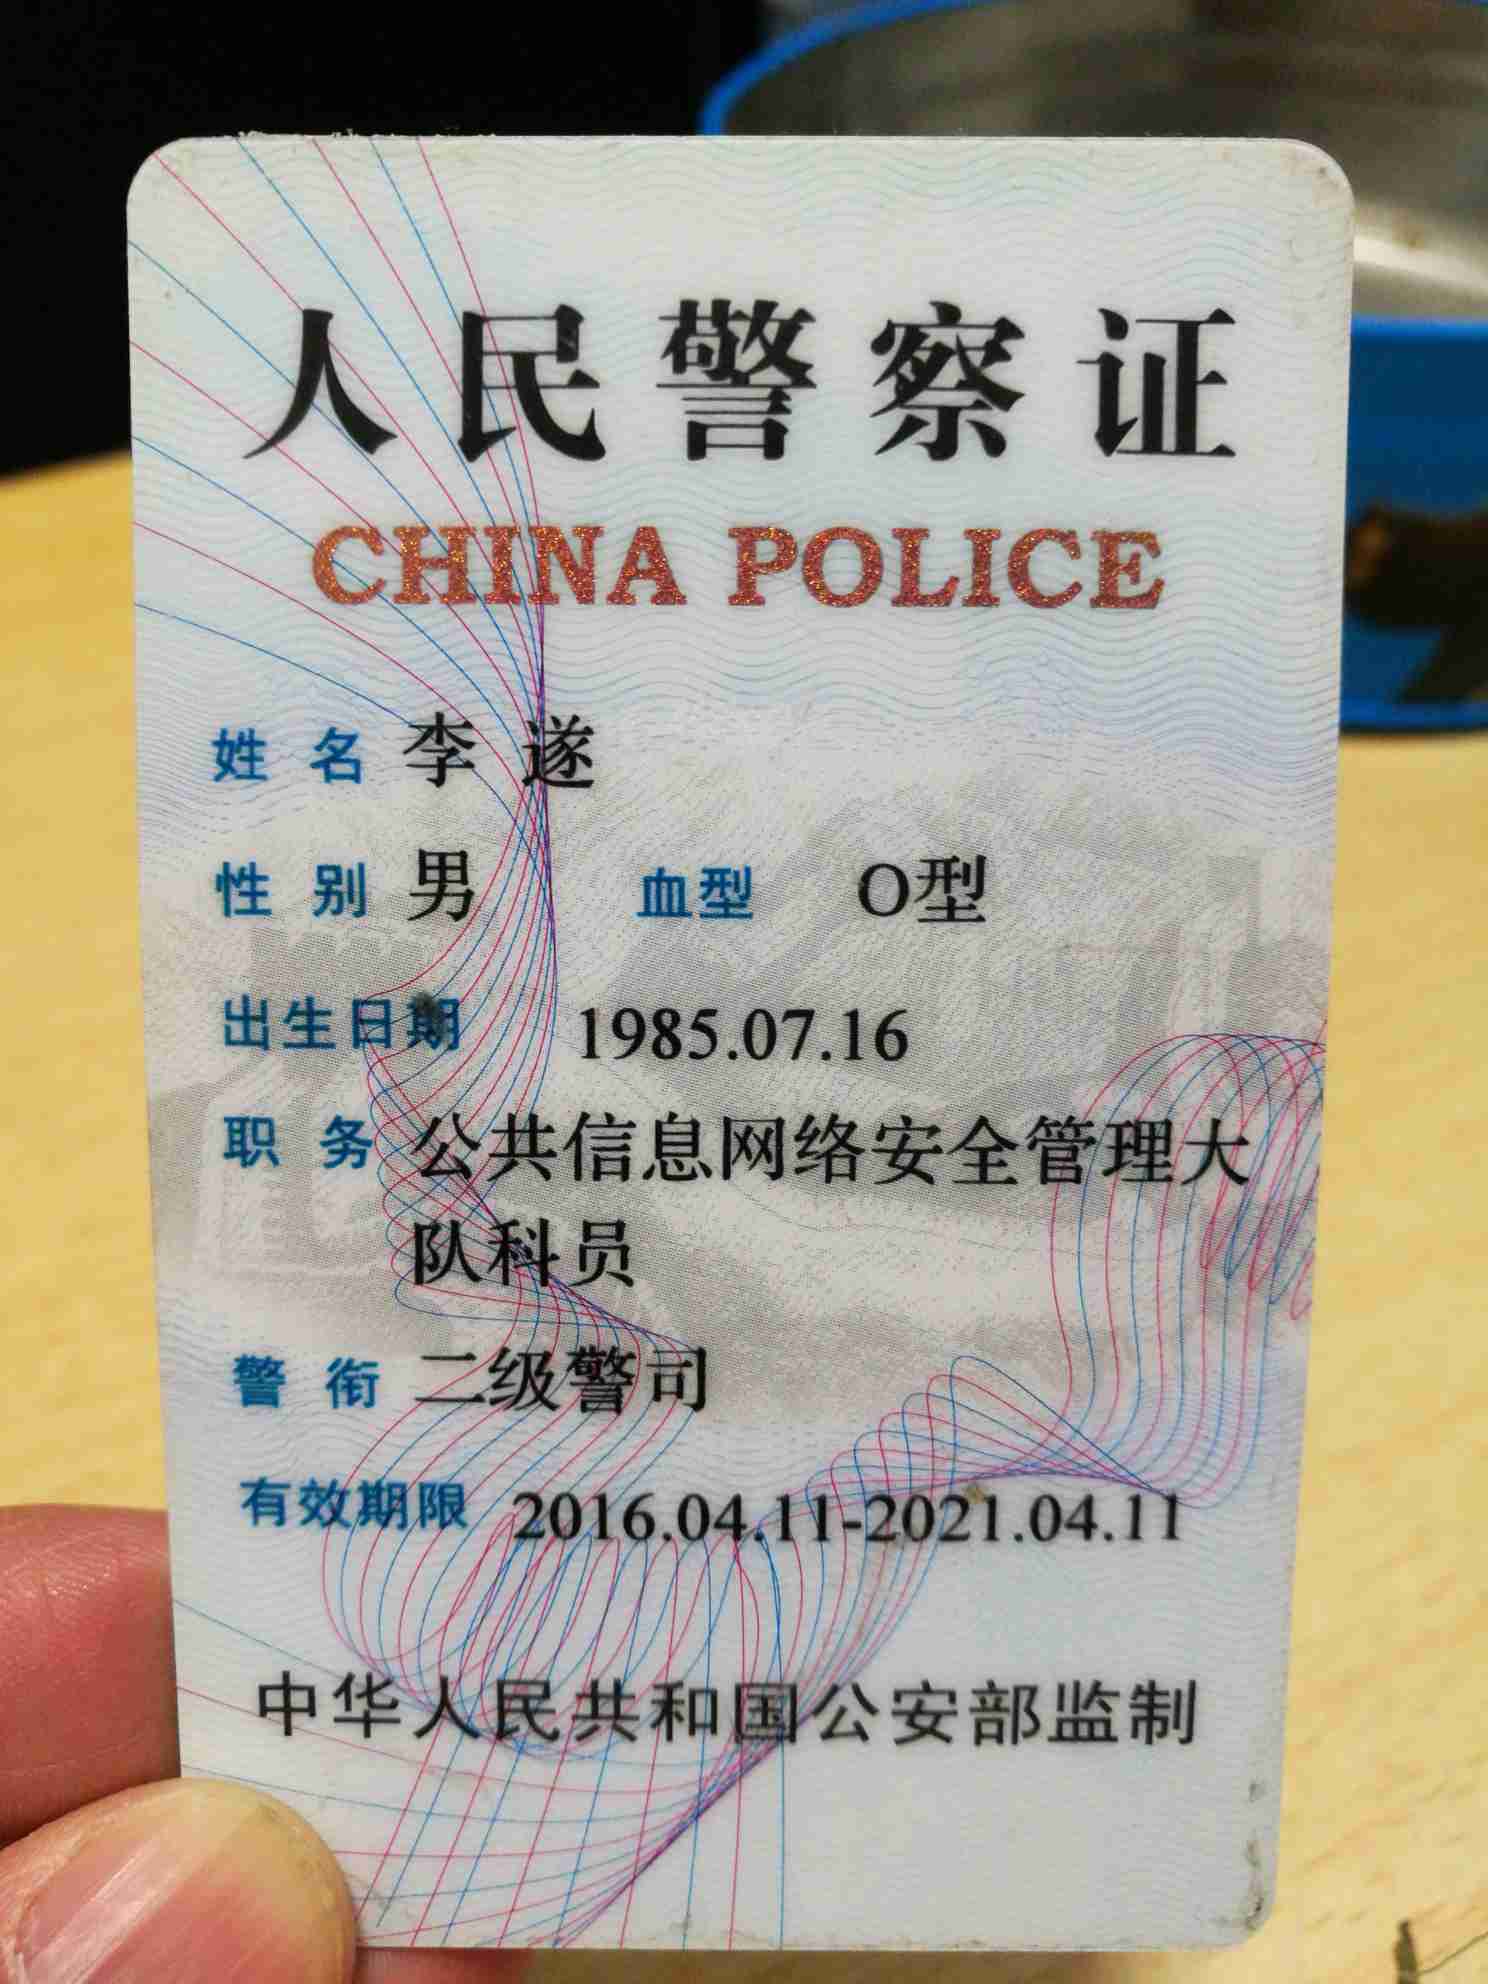 人民警察证
CHINA POLICE
姓名 李遂
性别 男 血型 O型
出生日期 1985.07.16
职务 公共信息网络安全管理大
队科员
警衔 二级警司
有效期限 2016.04.11-2021.04.11
中华人民共和国公安部监制